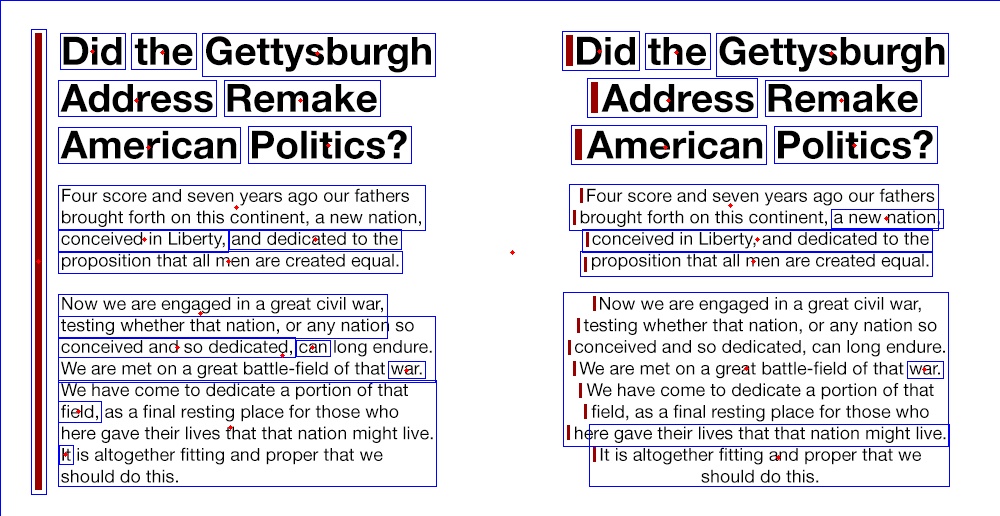 Did the Gettysburgh
Address Remake
American Politics?
Four score and seven years ago our fathers
brought forth on this continent, a new nation,
conceived in Liberty, and dedicated to the
proposition that all men are created equal.
Now we are engaged in a great civil war,
testing whether that nation, or any nation so
conceived and so dedicated, can long endure.
We are met on a great battle-field of that war.
We have come to dedicate a portion of that
field, as a final resting place for those who
here gave their lives that that nation might live.
It is altogether fitting and proper that we
should do this.
Did the Gettysburgh
Address Remake
American Politics?
Four score and seven years ago our fathers
brought forth on this continent, a new nation,
conceived in Liberty, and dedicated to the
proposition that all men are created equal.
Now we are engaged in a great civil war,
testing whether that nation, or any nation so
conceived and so dedicated, can long endure.
We are met on a great battle-field of that war.
We have come to dedicate a portion of that
field, as a final resting place for those who
here gave their lives that that nation might live.
It is altogether fitting and proper that we
should do this.